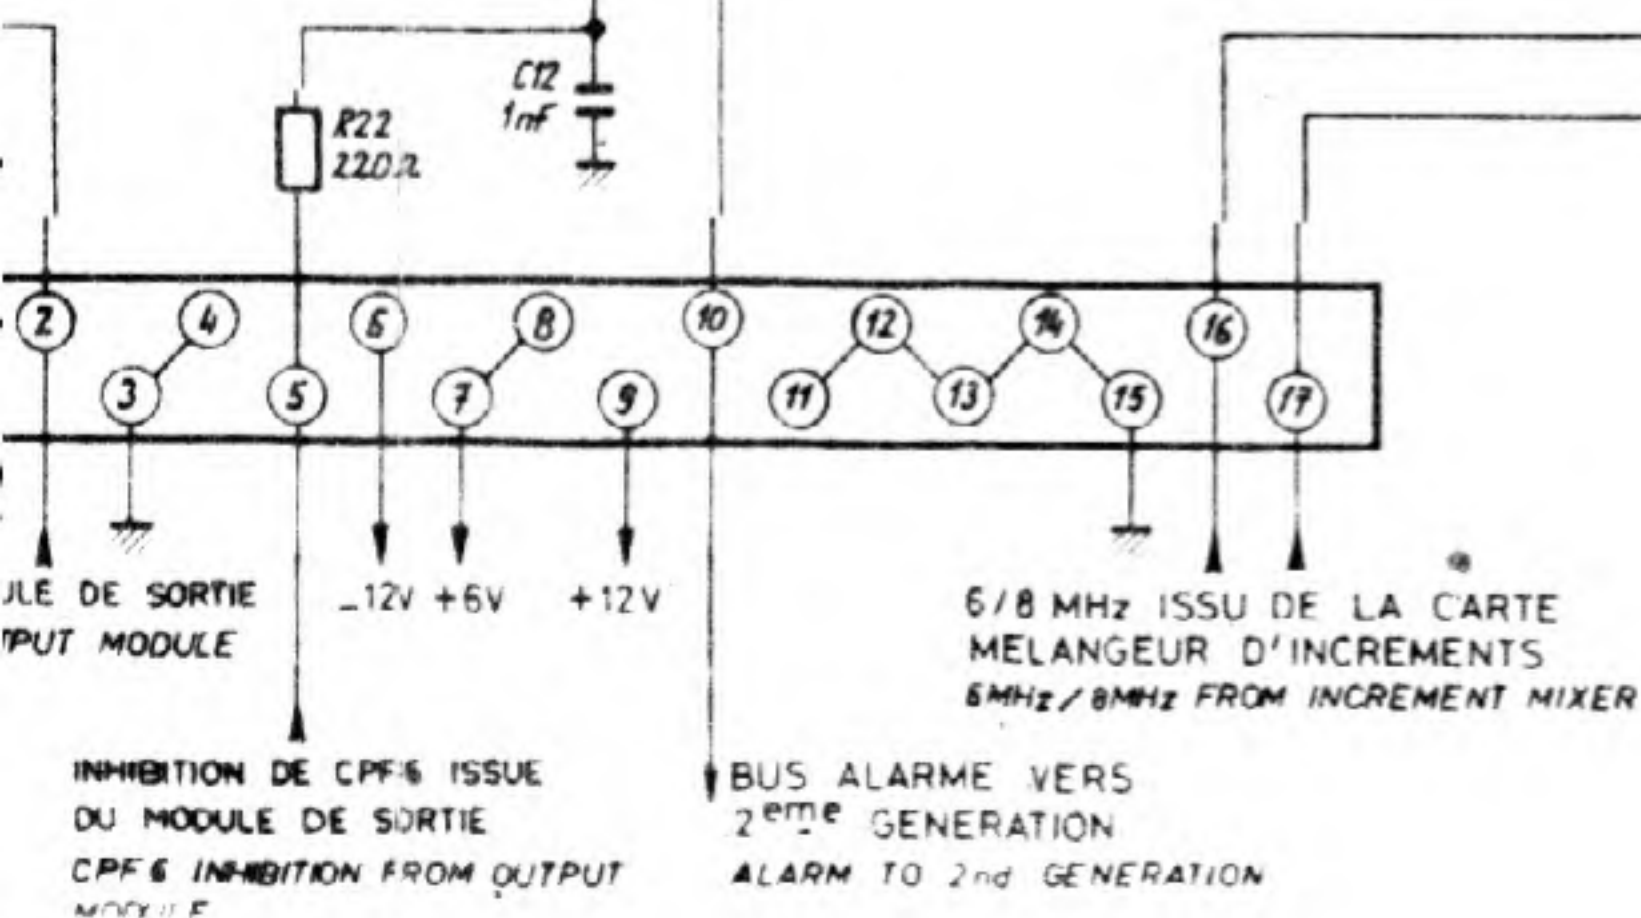 C12
1nF
R22
220Ω
2
4
6
8
10
12
14
16
3
5
7
9
11
13
15
17
DE SORTIE
MODULE
-12V +6V +12V
6/8 MHz ISSU DE LA CARTE
MELANGEUR D'INCREMENTS
6MHz/8MHz FROM INCREMENT MIXER
INHIBITION DE CPF6 ISSUE
DU MODULE DE SORTIE
CPF6 INHIBITION FROM OUTPUT
MODULE
BUS ALARME VERS
2eme GENERATION
ALARM TO 2nd GENERATION